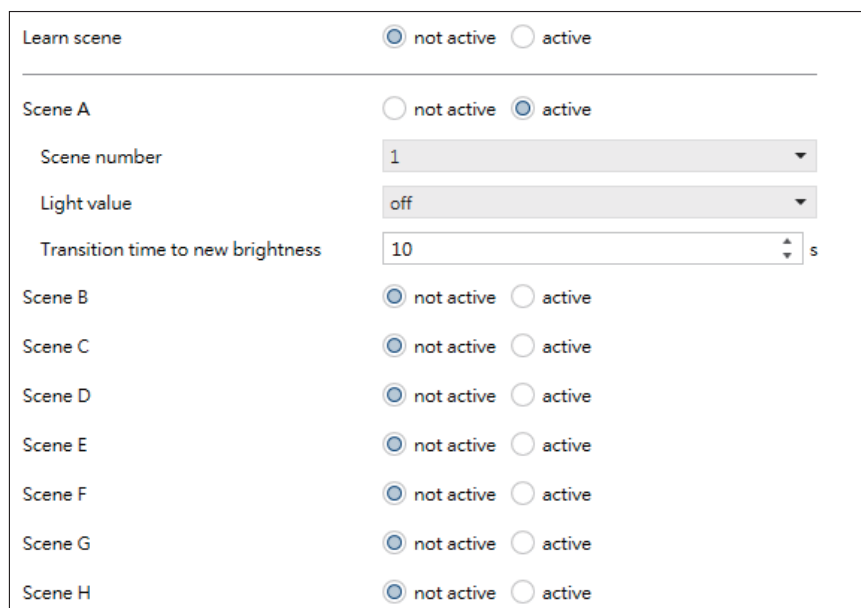 Learn scene not active active
Scene A not active active
Scene number 1
Light value off
Transition time to new brightness 10 s
Scene B not active active
Scene C not active active
Scene D not active active
Scene E not active active
Scene F not active active
Scene G not active active
Scene H not active active